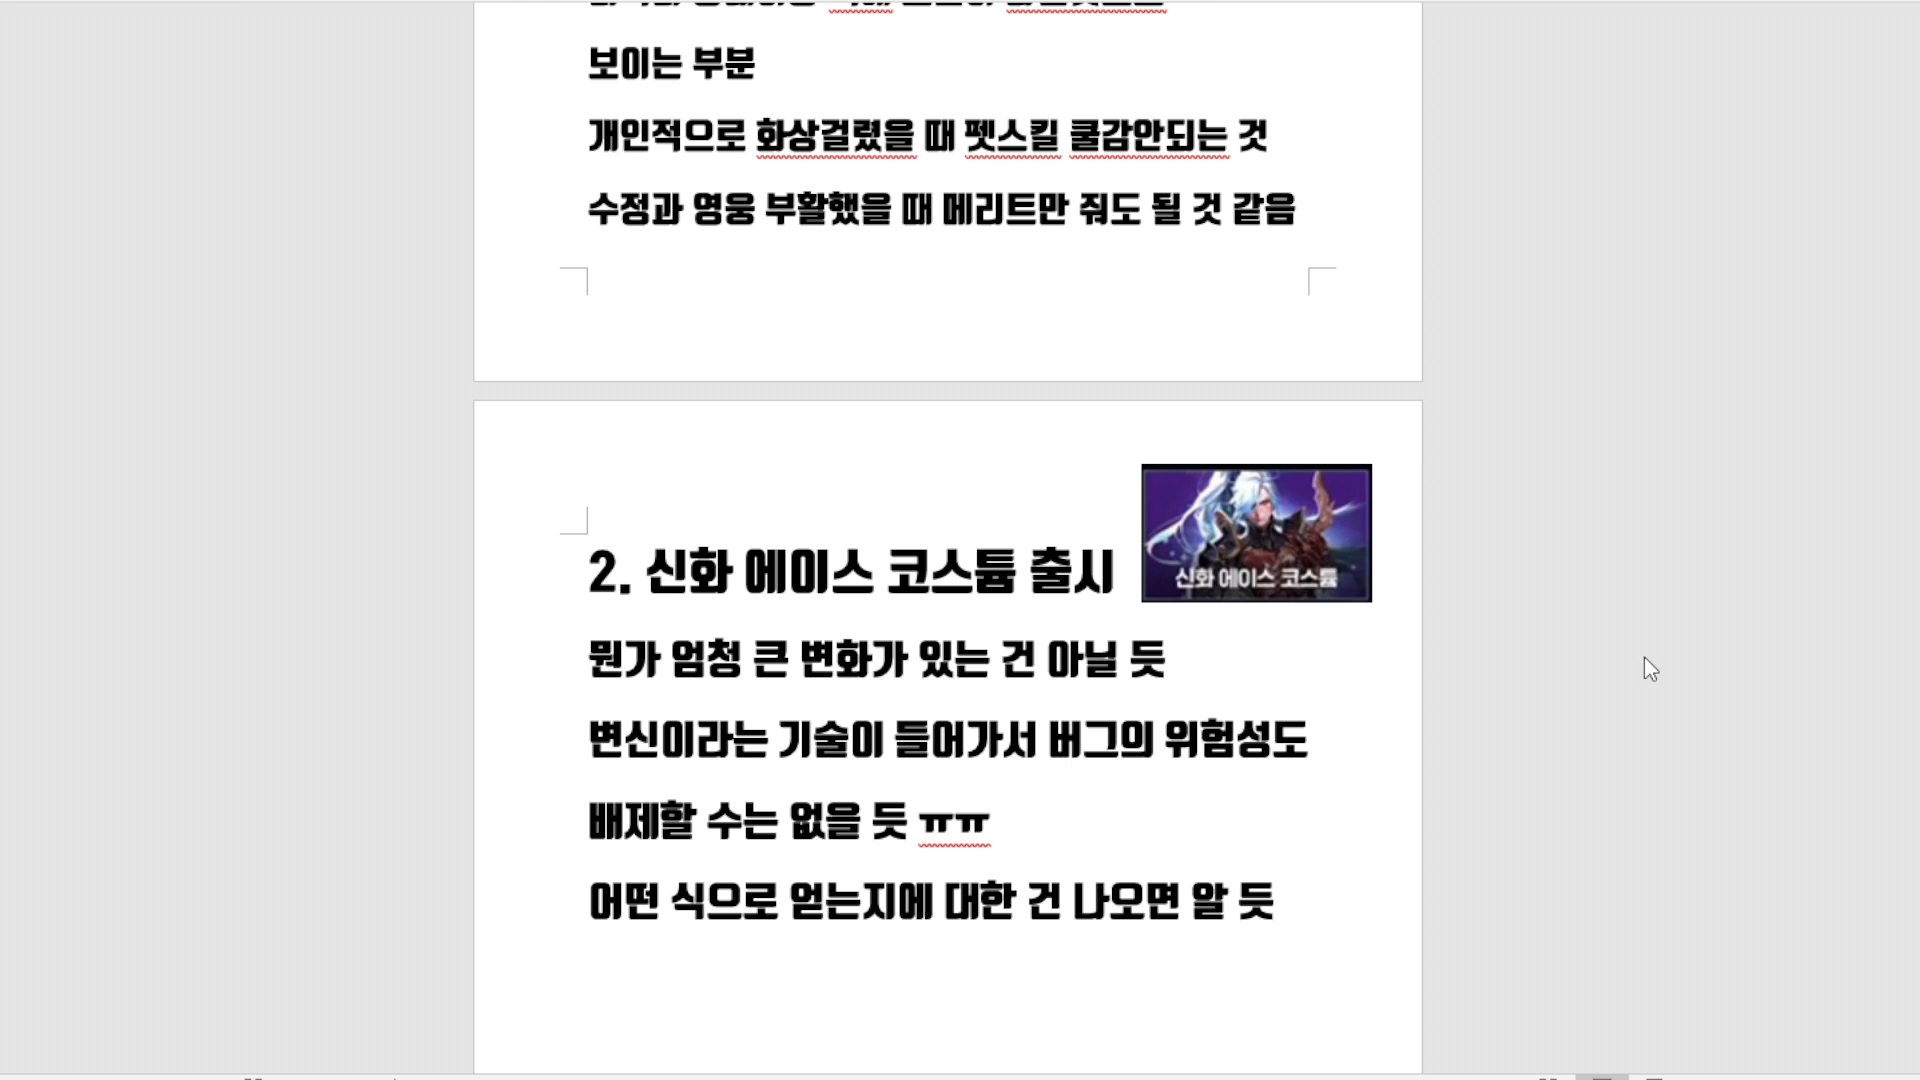 보이는 부분
개인적으로 화상걸렸을 때 펫스킬 쿨감안되는 것
수정과 영웅 부활했을 때 메리트만 줘도 될 것 같음
2. 신화 에이스 코스튬 출시
신화 에이스 코스튬
뭔가 엄청 큰 변화가 있는 건 아닐 듯
변신이라는 기술이 들어가서 버그의 위험성도
배제할 수는 없을 듯 ㅠㅠ
어떤 식으로 얻는지에 대한 건 나오면 알 듯